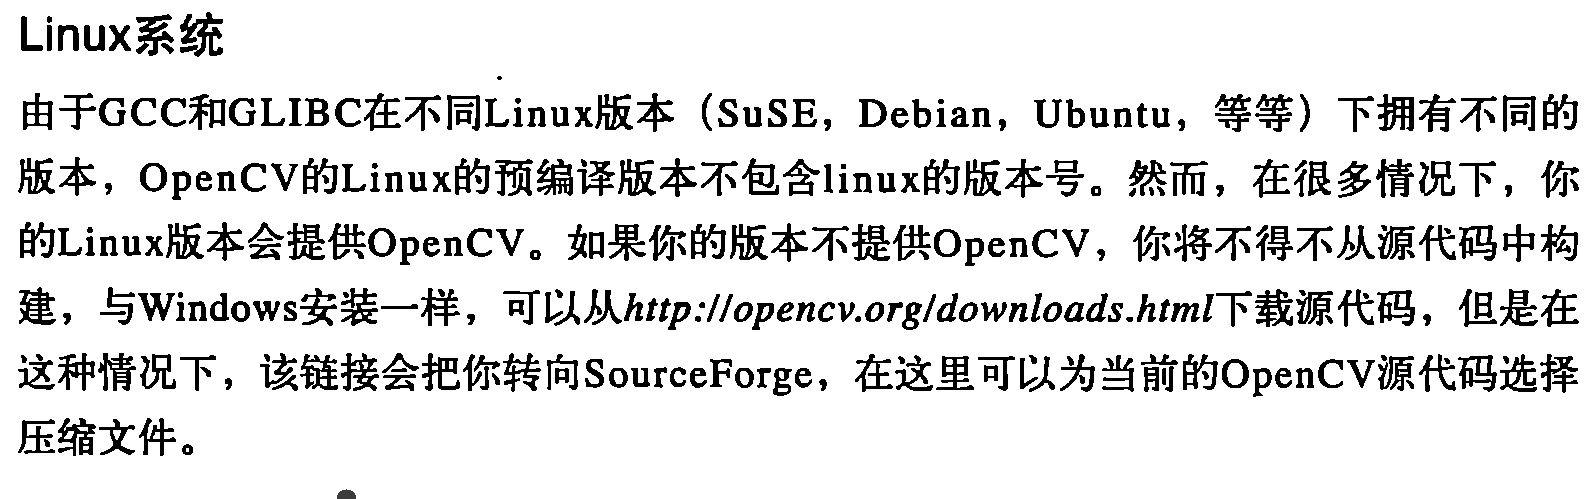 Linux系统
由于GCC和GLIBC在不同Linux版本（SuSE，Debian，Ubuntu，等等）下拥有不同的
版本，OpenCV的Linux的预编译版本不包含linux的版本号。然而，在很多情况下，你
的Linux版本会提供OpenCV。如果你的版本不提供OpenCV，你将不得不从源代码中构
建，与Windows安装一样，可以从http://opencv.org/downloads.html下载源代码，但是在
这种情况下，该链接会把你转向SourceForge，在这里可以为当前的OpenCV源代码选择
压缩文件。